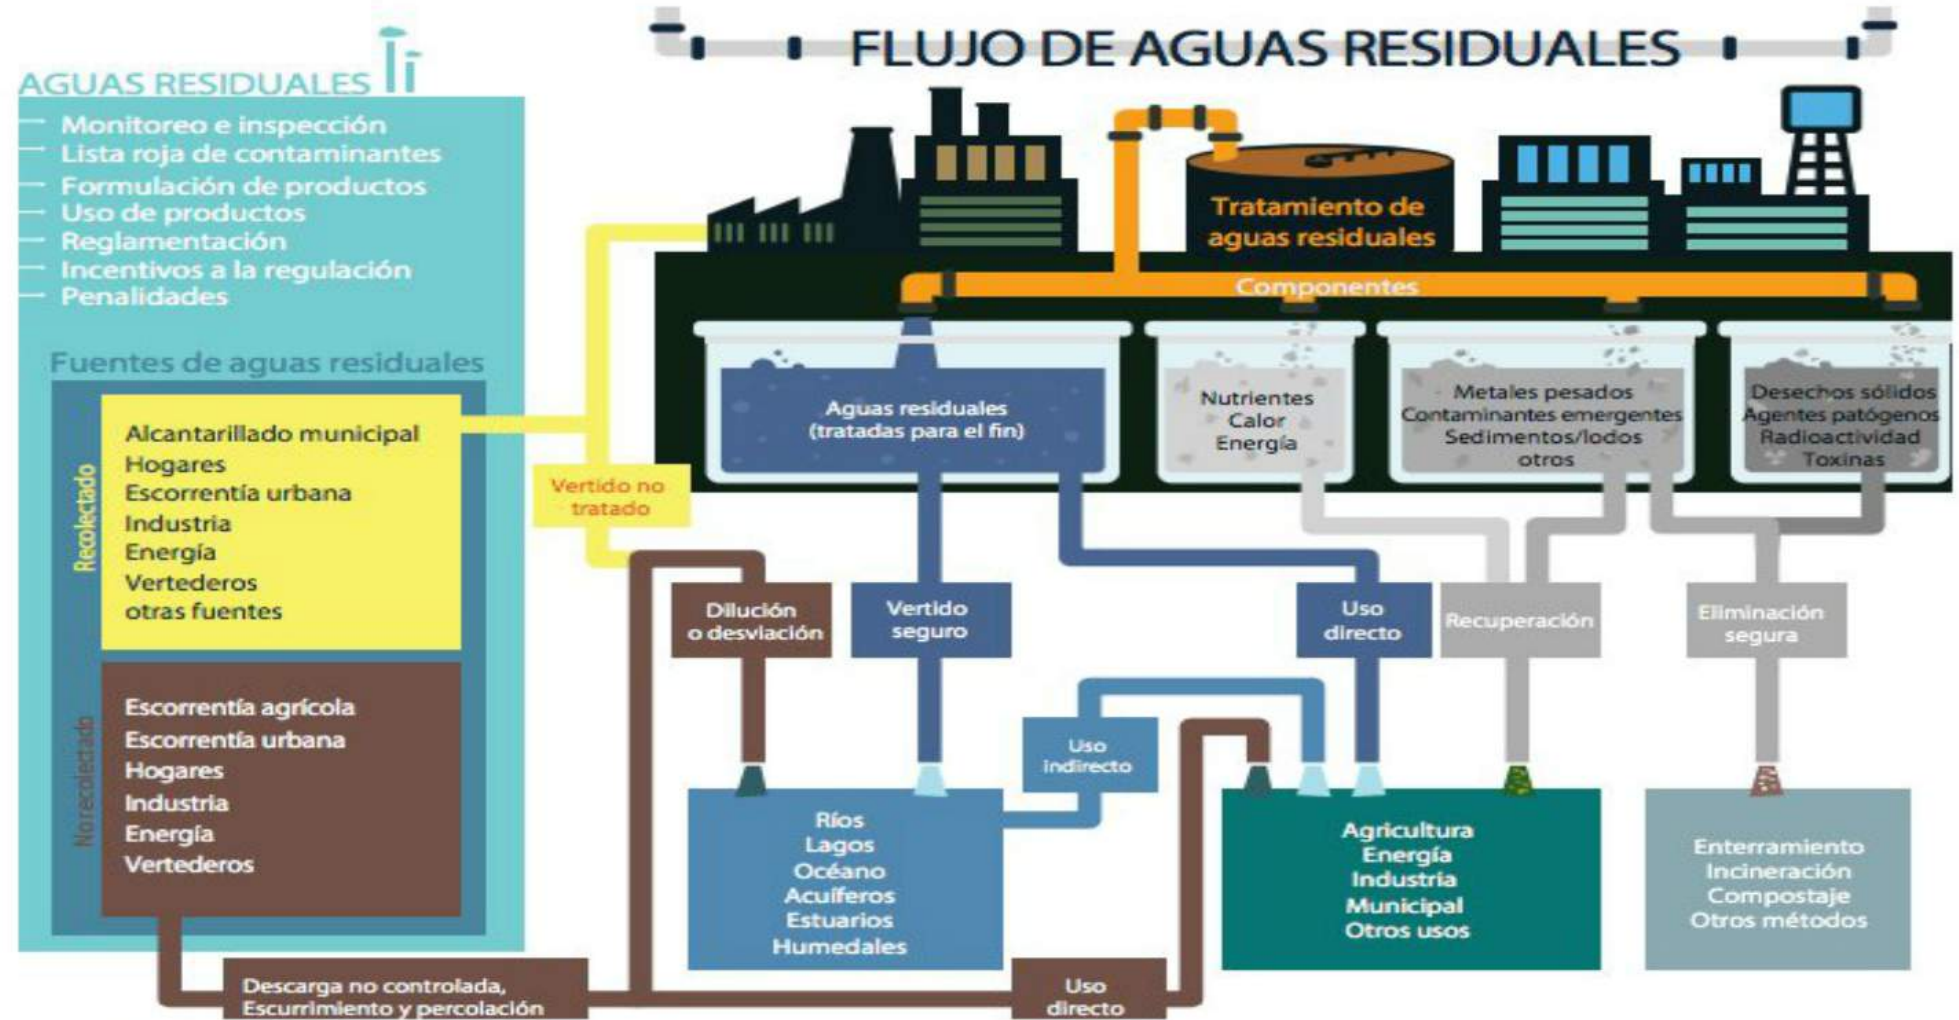 FLUJO DE AGUAS RESIDUALES
AGUAS RESIDUALES
Monitoreo e inspección
Lista roja de contaminantes
Formulación de productos
Uso de productos
Reglamentación
Incentivos a la regulación
Penalidades
Fuentes de aguas residuales
Recolectado
Alcantarillado municipal
Hogares
Escorrentía urbana
Industria
Energía
Vertederos
otras fuentes
No recolectado
Escorrentía agrícola
Escorrentía urbana
Hogares
Industria
Energía
Vertederos
Descarga no controlada,
Escurrimiento y percolación
Vertido no
tratado
Tratamiento de
aguas residuales
Componentes
Aguas residuales
(tratadas para el fin)
Nutrientes
Calor
Energía
Metales pesados
Contaminantes emergentes
Sedimentos/lodos
otros
Desechos sólidos
Agentes patógenos
Radioactividad
Toxinas
Dilución
o desviación
Vertido
seguro
Uso
directo
Recuperación
Eliminación
segura
Uso
indirecto
Ríos
Lagos
Océano
Acuíferos
Estuarios
Humedales
Agricultura
Energía
Industria
Municipal
Otros usos
Enterramiento
Incineración
Compostaje
Otros métodos
Uso
directo